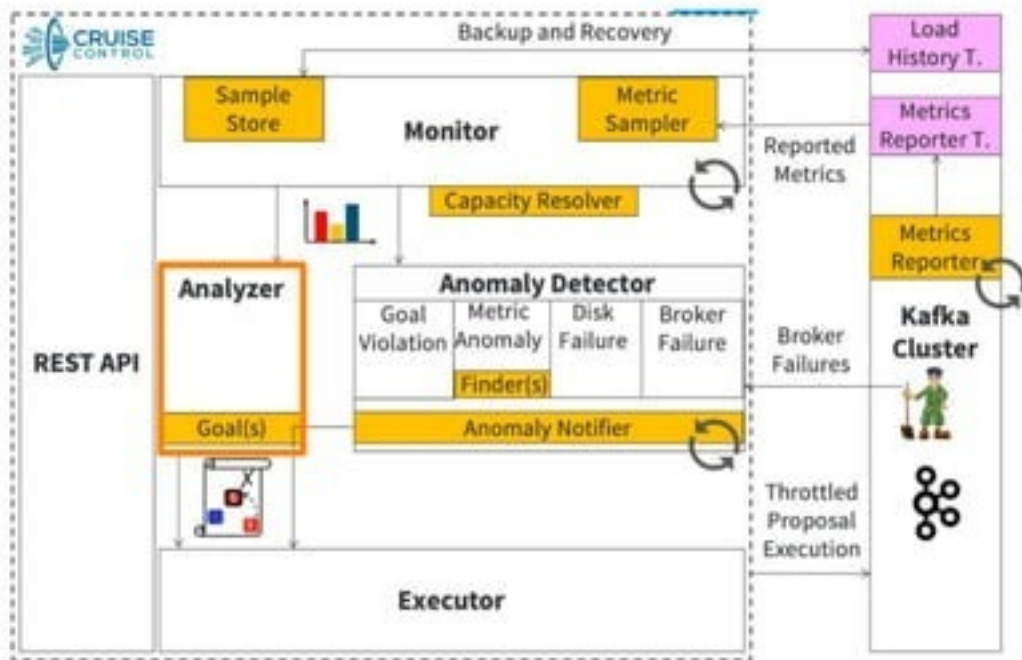 CRUISE
CONTROL
Backup and Recovery
Load
History T.
Sample
Store
Metric
Sampler
Monitor
Metrics
Reporter T.
Reported
Metrics
Capacity Resolver
Metrics
Reporter
Analyzer
Anomaly Detector
Goal
Violation
Metric
Anomaly
Disk
Failure
Broker
Failure
Finder(s)
REST API
Broker
Failures
Kafka
Cluster
Goal(s)
Anomaly Notifier
Throttled
Proposal
Execution
Executor